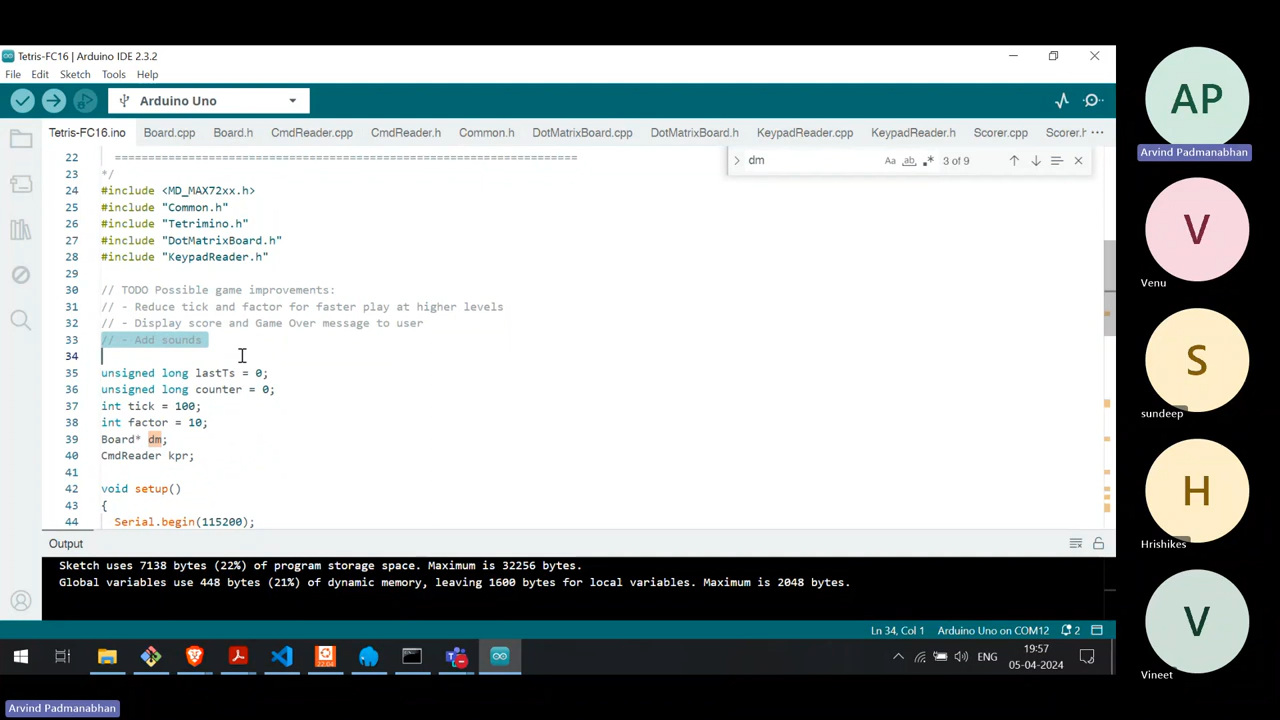 Tetris-FC16 | Arduino IDE 2.3.2
File Edit Sketch Tools Help
Arduino Uno
Tetris-FC16.ino Board.cpp Board.h CmdReader.cpp CmdReader.h Common.h DotMatrixBoard.cpp DotMatrixBoard.h KeypadReader.cpp KeypadReader.h Scorer.cpp Scorer.h ...
dm Aa ab 3 of 9
22 =====================================================================
23 */
24 #include <MD_MAX72xx.h>
25 #include "Common.h"
26 #include "Tetrimino.h"
27 #include "DotMatrixBoard.h"
28 #include "KeypadReader.h"
29
30 // TODO Possible game improvements:
31 // - Reduce tick and factor for faster play at higher levels
32 // - Display score and Game Over message to user
33 // - Add sounds
34
35 unsigned long lastTs = 0;
36 unsigned long counter = 0;
37 int tick = 100;
38 int factor = 10;
39 Board* dm;
40 CmdReader kpr;
41
42 void setup()
43 {
44 Serial.begin(115200);
Output
Sketch uses 7138 bytes (22%) of program storage space. Maximum is 32256 bytes.
Global variables use 448 bytes (21%) of dynamic memory, leaving 1600 bytes for local variables. Maximum is 2048 bytes.
Ln 34, Col 1 Arduino Uno on COM12 2
22.04
ENG
19:57
05-04-2024
AP
Arvind Padmanabhan
V
Venu
S
sundeep
H
Hrishikes
V
Vineet
Arvind Padmanabhan